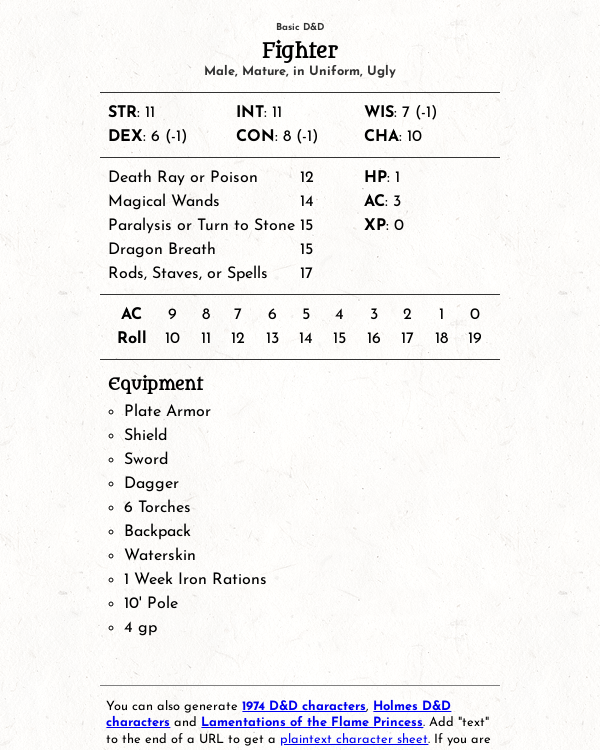 Basic D&D
Fighter
Male, Mature, in Uniform, Ugly
STR: 11 INT: 11 WIS: 7 (-1)
DEX: 6 (-1) CON: 8 (-1) CHA: 10
Death Ray or Poison 12 HP: 1
Magical Wands 14 AC: 3
Paralysis or Turn to Stone 15 XP: 0
Dragon Breath 15
Rods, Staves, or Spells 17
AC 9 8 7 6 5 4 3 2 1 0
Roll 10 11 12 13 14 15 16 17 18 19
Equipment
Plate Armor
Shield
Sword
Dagger
6 Torches
Backpack
Waterskin
1 Week Iron Rations
10' Pole
4 gp
You can also generate 1974 D&D characters, Holmes D&D
characters and Lamentations of the Flame Princess. Add "text"
to the end of a URL to get a plaintext character sheet. If you are